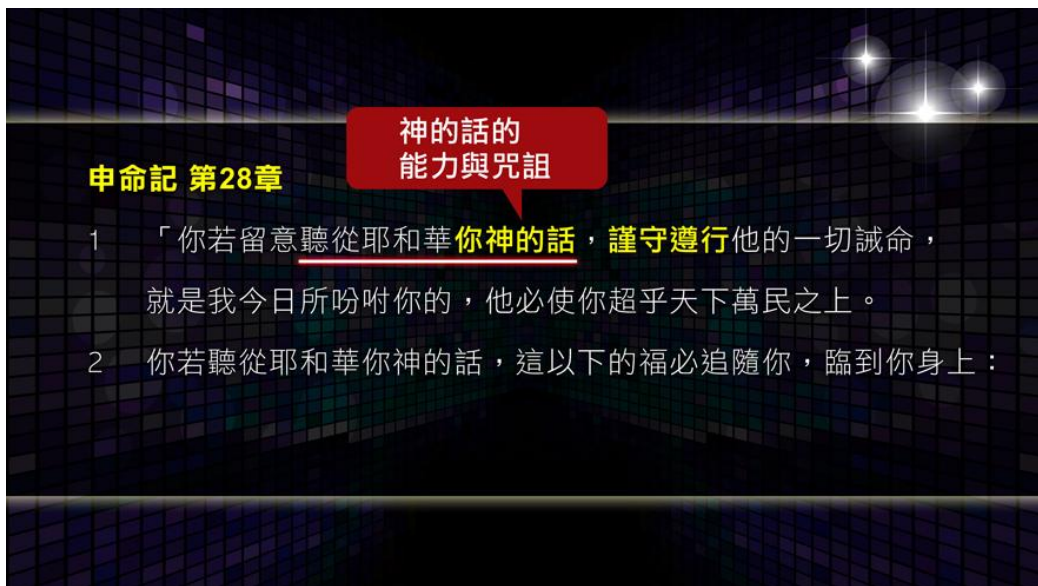 神的話的
能力與咒詛
申命記 第28章
1 「你若留意聽從耶和華你神的話，謹守遵行他的一切誡命，
就是我今日所吩咐你的，他必使你超乎天下萬民之上。
2 你若聽從耶和華你神的話，這以下的福必追隨你，臨到你身上：